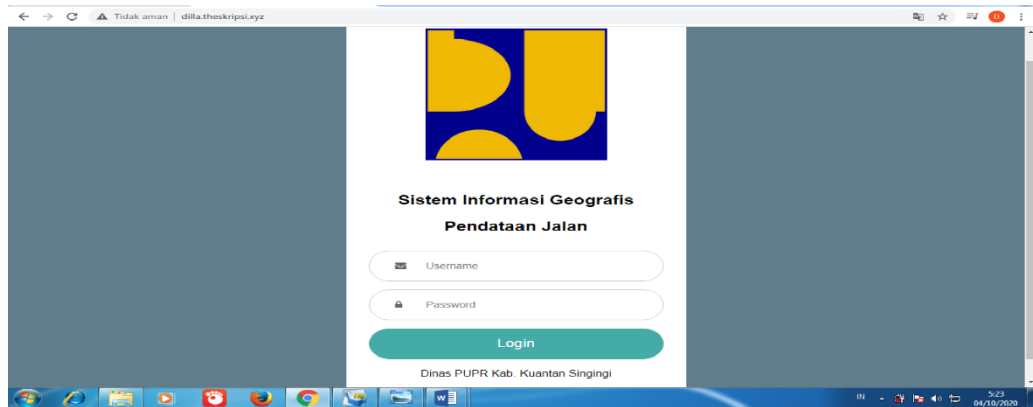 Tidak aman | dilla.theskripsi.xyz
D
Sistem Informasi Geografis
Pendataan Jalan
Username
Password
Login
Dinas PUPR Kab. Kuantan Singingi
IN
5:23
04/10/2020